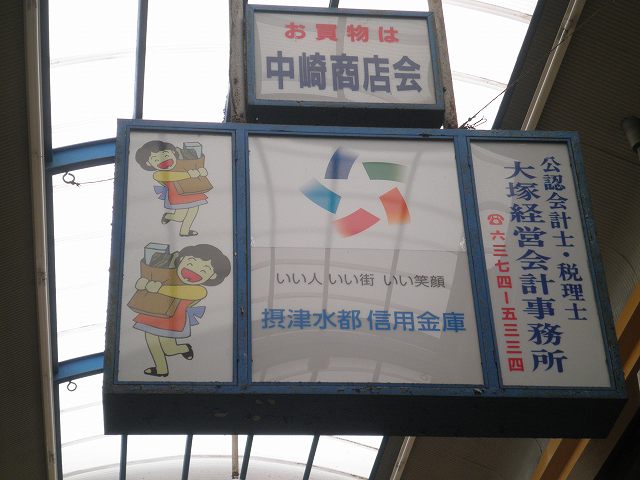 お買物は
中崎商店会
いい人 いい街 いい笑顔
摂津水都 信用金庫
公認会計士・税理士
大塚経営会計事務所
☎六三七四ー五三三四